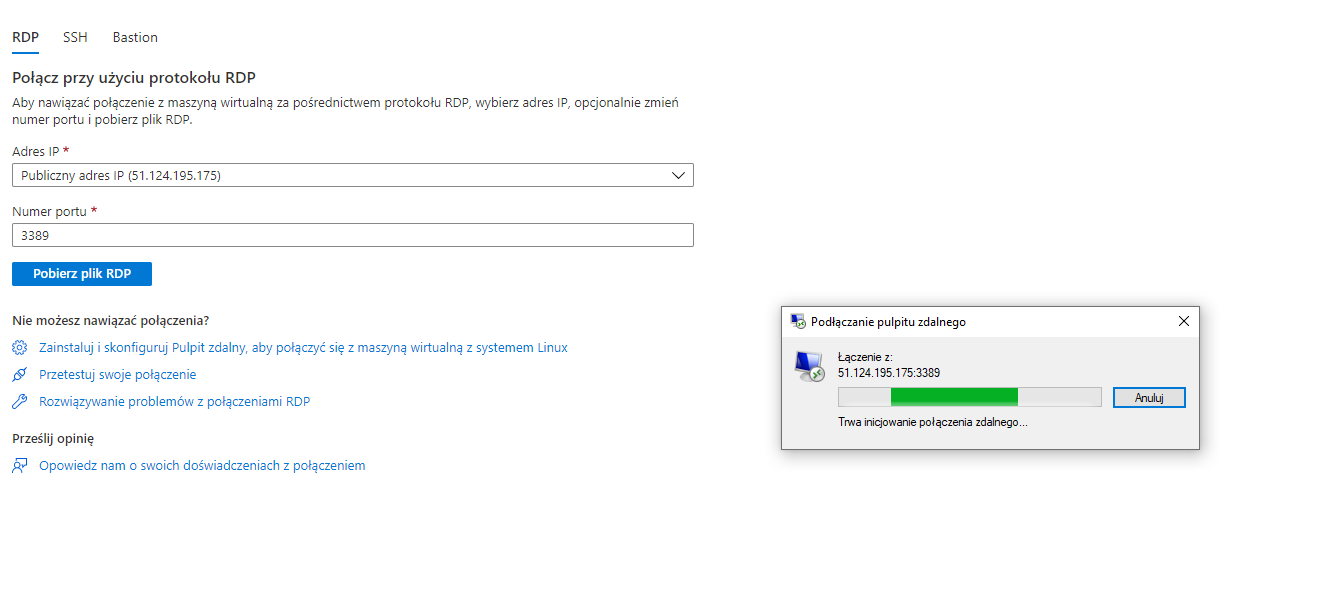 RDP SSH Bastion
Połącz przy użyciu protokołu RDP
Aby nawiązać połączenie z maszyną wirtualną za pośrednictwem protokołu RDP, wybierz adres IP, opcjonalnie zmień
numer portu i pobierz plik RDP.
Adres IP *
Publiczny adres IP (51.124.195.175)
Numer portu *
3389
Pobierz plik RDP
Nie możesz nawiązać połączenia?
Zainstaluj i skonfiguruj Pulpit zdalny, aby połączyć się z maszyną wirtualną z systemem Linux
Przetestuj swoje połączenie
Rozwiązywanie problemów z połączeniami RDP
Prześlij opinię
Opowiedz nam o swoich doświadczeniach z połączeniem
Podłączanie pulpitu zdalnego
Łączenie z:
51.124.195.175:3389
Anuluj
Trwa inicjowanie połączenia zdalnego...